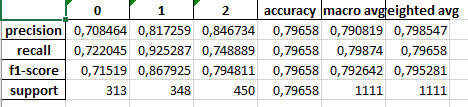 0 1 2 accuracy macro avg eighted avg
precision 0,708464 0,817259 0,846734 0,79658 0,790819 0,798547
recall 0,722045 0,925287 0,748889 0,79658 0,79874 0,79658
f1-score 0,71519 0,867925 0,794811 0,79658 0,792642 0,795281
support 313 348 450 0,79658 1111 1111